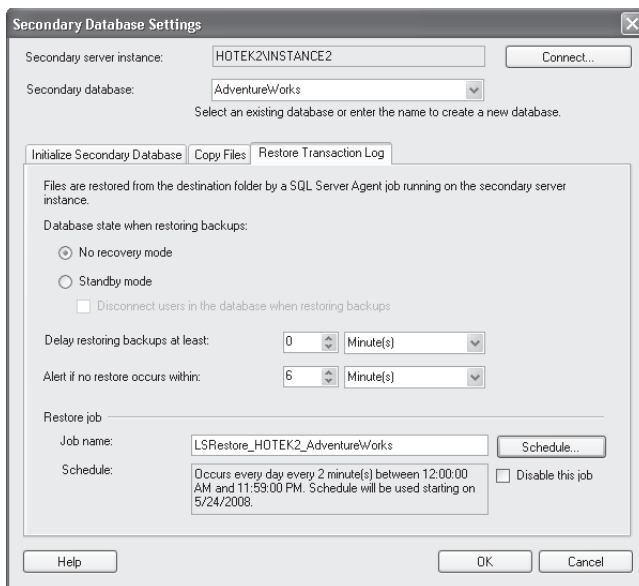 Secondary Database Settings
Secondary server instance: HOTEK2\INSTANCE2 Connect...
Secondary database: AdventureWorks
Select an existing database or enter the name to create a new database.
Initialize Secondary Database Copy Files Restore Transaction Log
Files are restored from the destination folder by a SQL Server Agent job running on the secondary server
instance.
Database state when restoring backups:
No recovery mode
Standby mode
Disconnect users in the database when restoring backups
Delay restoring backups at least: 0 Minute(s)
Alert if no restore occurs within: 6 Minute(s)
Restore job
Job name: LSRestore_HOTEK2_AdventureWorks Schedule...
Schedule: Occurs every day every 2 minute(s) between 12:00:00 Disable this job
AM and 11:59:00 PM. Schedule will be used starting on
5/24/2008.
Help OK Cancel